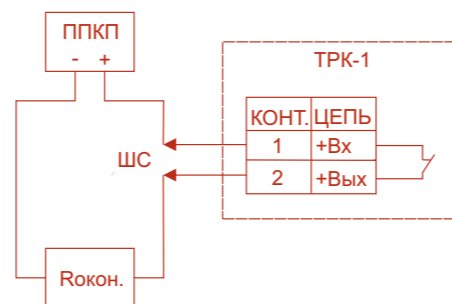 ППКП
- +
ТРК-1
КОНТ. ЦЕПЬ
1 +Вх
ШС
2 +Вых
Rокон.